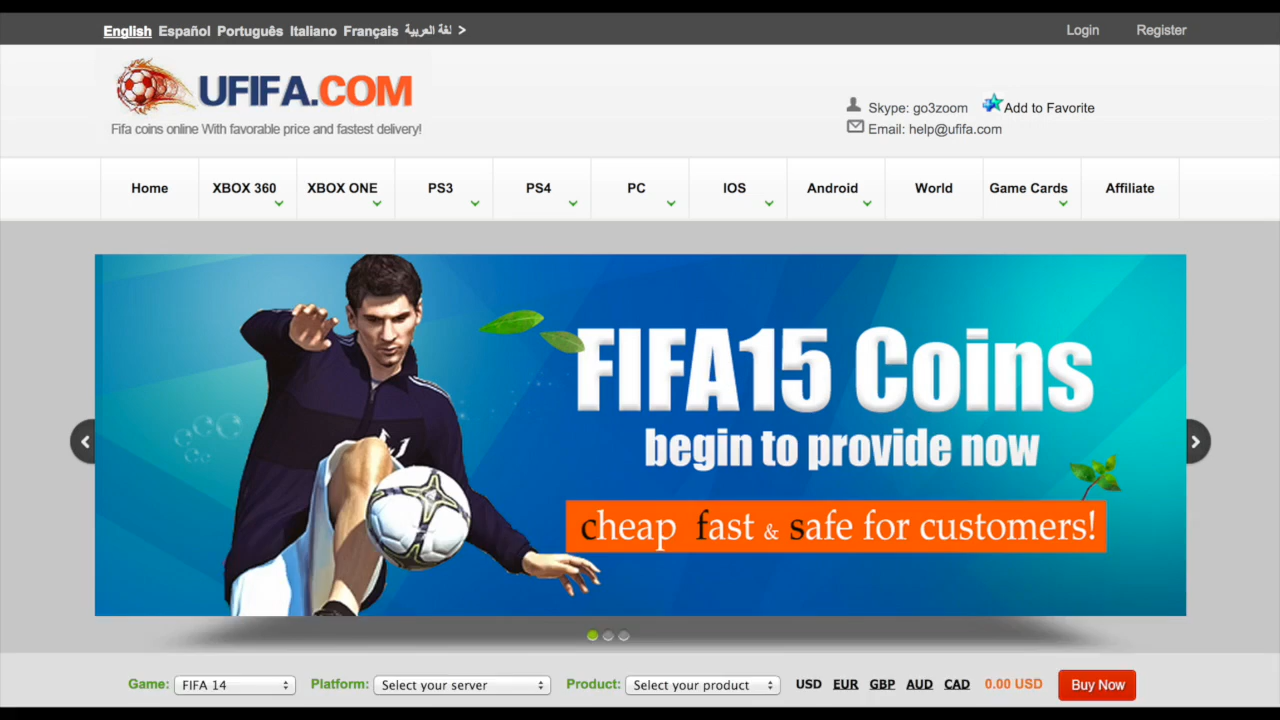 English Español Português Italiano Français لغة العربية >
Login Register
UFIFA.COM
Fifa coins online With favorable price and fastest delivery!
Skype: go3zoom Add to Favorite
Email: help@ufifa.com
Home XBOX 360 XBOX ONE PS3 PS4 PC IOS Android World Game Cards Affiliate
FIFA15 Coins
begin to provide now
cheap fast & safe for customers!
Game: FIFA 14 Platform: Select your server Product: Select your product USD EUR GBP AUD CAD 0.00 USD Buy Now